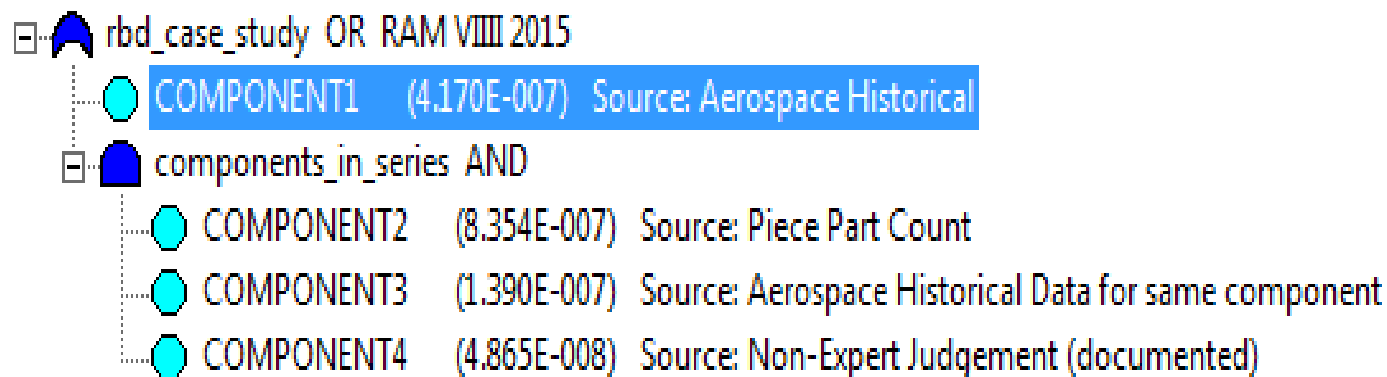 rbd_case_study OR RAM VIIII 2015
COMPONENT1 (4.170E-007) Source: Aerospace Historical
components_in_series AND
COMPONENT2 (8.354E-007) Source: Piece Part Count
COMPONENT3 (1.390E-007) Source: Aerospace Historical Data for same component
COMPONENT4 (4.865E-008) Source: Non-Expert Judgement (documented)